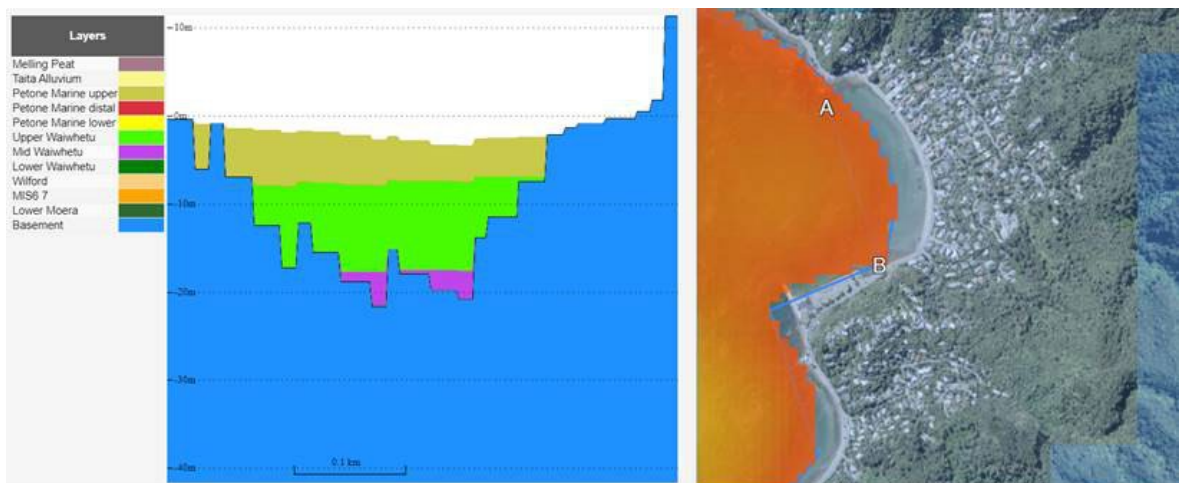 Layers
Melling Peat
Taita Alluvium
Petone Marine upper
Petone Marine distal
Petone Marine lower
Upper Waiwhetu
Mid Waiwhetu
Lower Waiwhetu
Wilford
MIS6 7
Lower Moera
Basement
10m
0m
-10m
-20m
-30m
-40m
0.1 km
A
B